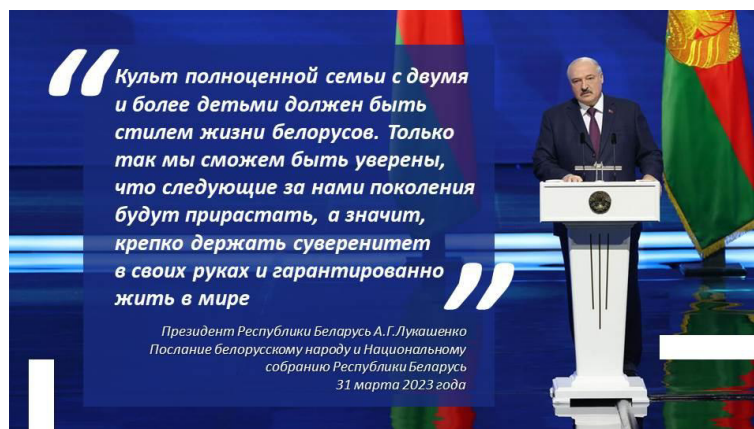 “
Культ полноценной семьи с двумя
и более детьми должен быть
стилем жизни белорусов. Только
так мы сможем быть уверены,
что следующие за нами поколения
будут прирастать, а значит,
крепко держать суверенитет
в своих руках и гарантированно
жить в мире
”
Президент Республики Беларусь А.Г.Лукашенко
Послание белорусскому народу и Национальному
собранию Республики Беларусь
31 марта 2023 года